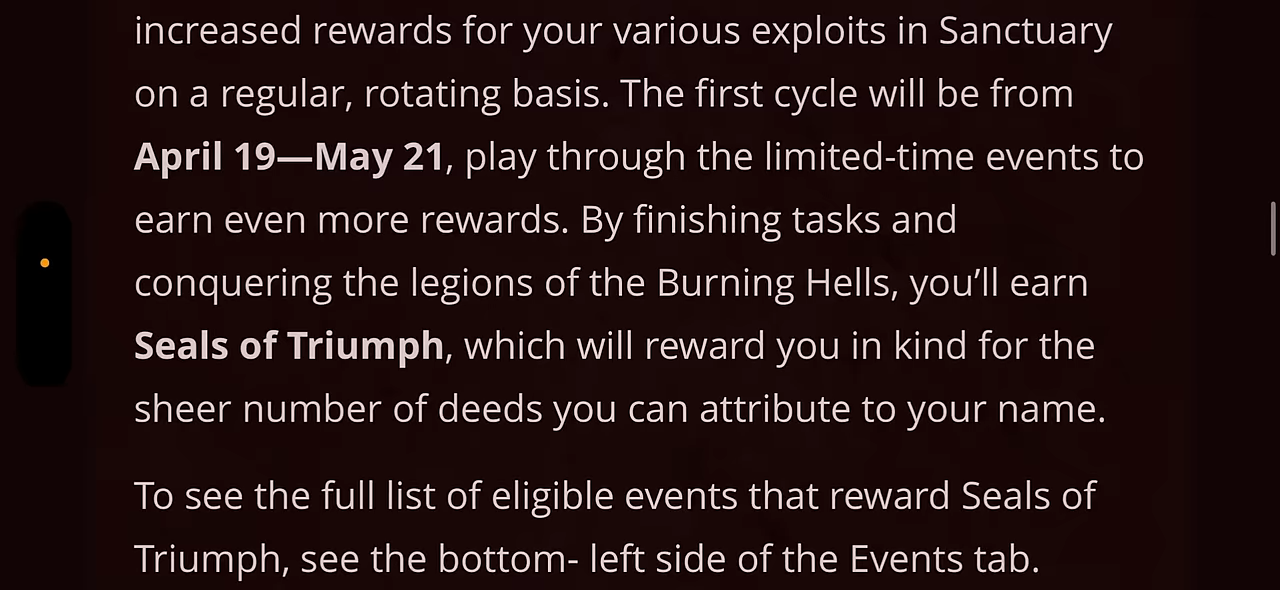 increased rewards for your various exploits in Sanctuary
on a regular, rotating basis. The first cycle will be from
April 19—May 21, play through the limited-time events to
earn even more rewards. By finishing tasks and
conquering the legions of the Burning Hells, you’ll earn
Seals of Triumph, which will reward you in kind for the
sheer number of deeds you can attribute to your name.
To see the full list of eligible events that reward Seals of
Triumph, see the bottom- left side of the Events tab.